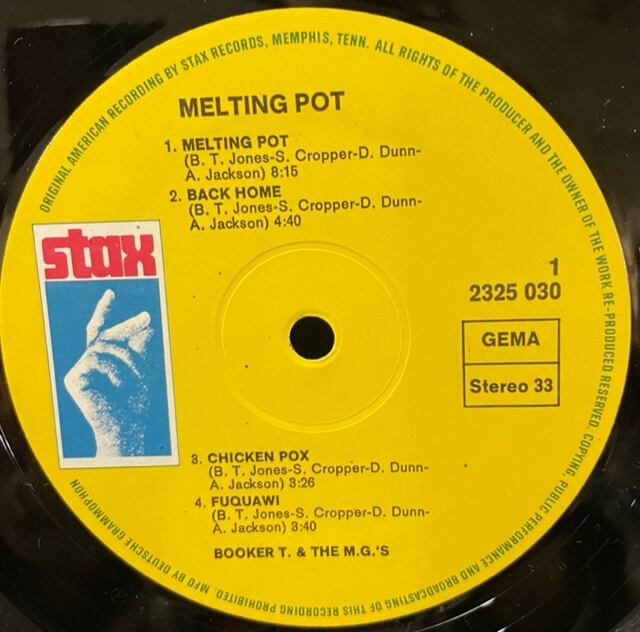 ORIGINAL AMERICAN RECORDING BY STAX RECORDS, MEMPHIS, TENN. ALL RIGHTS OF THE PRODUCER AND THE OWNER OF THE WORK RE-PRODUCED RESERVED. COPYING, PUBLIC PERFORMANCE AND BROADCASTING OF THIS RECORDING PROHIBITED. MFD BY DEUTSCHE GRAMMOPHON
MELTING POT
1. MELTING POT
(B. T. Jones-S. Cropper-D. Dunn-
A. Jackson) 8:15
2. BACK HOME
(B. T. Jones-S. Cropper-D. Dunn-
A. Jackson) 4:40
stax
1
2325 030
GEMA
Stereo 33
3. CHICKEN POX
(B. T. Jones-S. Cropper-D. Dunn-
A. Jackson) 3:26
4. FUQUAWI
(B. T. Jones-S. Cropper-D. Dunn-
A. Jackson) 3:40
BOOKER T. & THE M.G.'S